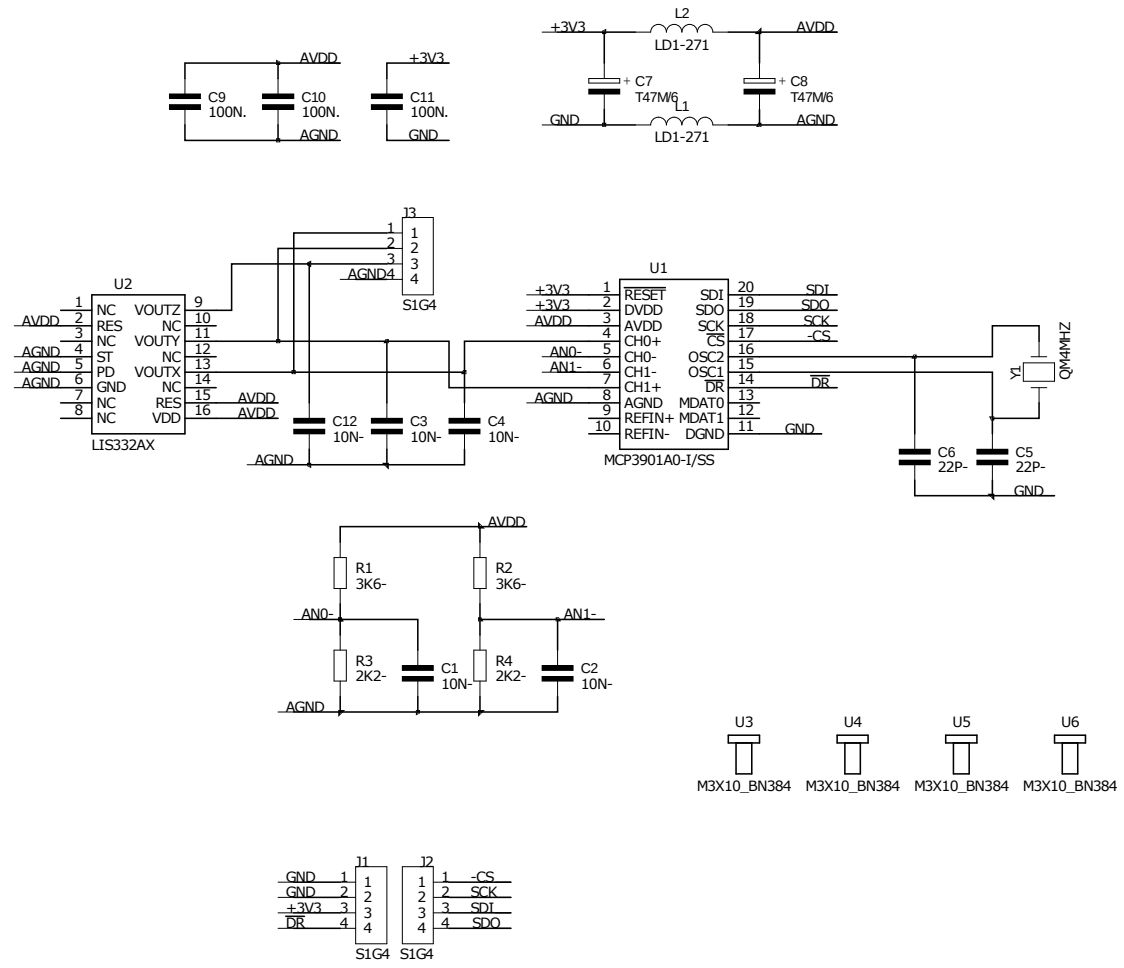 +3V3
L2
AVDD
LD1-271
+ C7
T47M/6
+ C8
T47M/6
L1
GND
AGND
LD1-271
AVDD
+3V3
C9
100N.
C10
100N.
C11
100N.
AGND
GND
J3
1 1
2 2
3 3
AGND 4 4
S1G4
U2
1 NC VOUTZ 9
AVDD 2 RES NC 10
3 NC VOUTY 11
AGND 4 ST NC 12
AGND 5 PD VOUTX 13
AGND 6 GND NC 14
7 NC RES 15 AVDD
8 NC VDD 16 AVDD
LIS332AX
C12
10N-
C3
10N-
C4
10N-
AGND
U1
+3V3 1 RESET SDI 20 SDI
+3V3 2 DVDD SDO 19 SDO
AVDD 3 AVDD SCK 18 SCK
4 CH0+ CS 17 -CS
AN0- 5 CH0- OSC2 16
AN1- 6 CH1- OSC1 15
7 CH1+ DR 14 DR
AGND 8 AGND MDAT0 13
9 REFIN+ MDAT1 12
10 REFIN- DGND 11 GND
MCP3901A0-I/SS
Y1
QM4MHZ
C6
22P-
C5
22P-
GND
AVDD
R1
3K6-
R2
3K6-
AN0-
AN1-
R3
2K2-
C1
10N-
R4
2K2-
C2
10N-
AGND
U3
M3X10_BN384
U4
M3X10_BN384
U5
M3X10_BN384
U6
M3X10_BN384
J1
GND 1 1
GND 2 2
+3V3 3 3
DR 4 4
S1G4
J2
1 1 -CS
2 2 SCK
3 3 SDI
4 4 SDO
S1G4